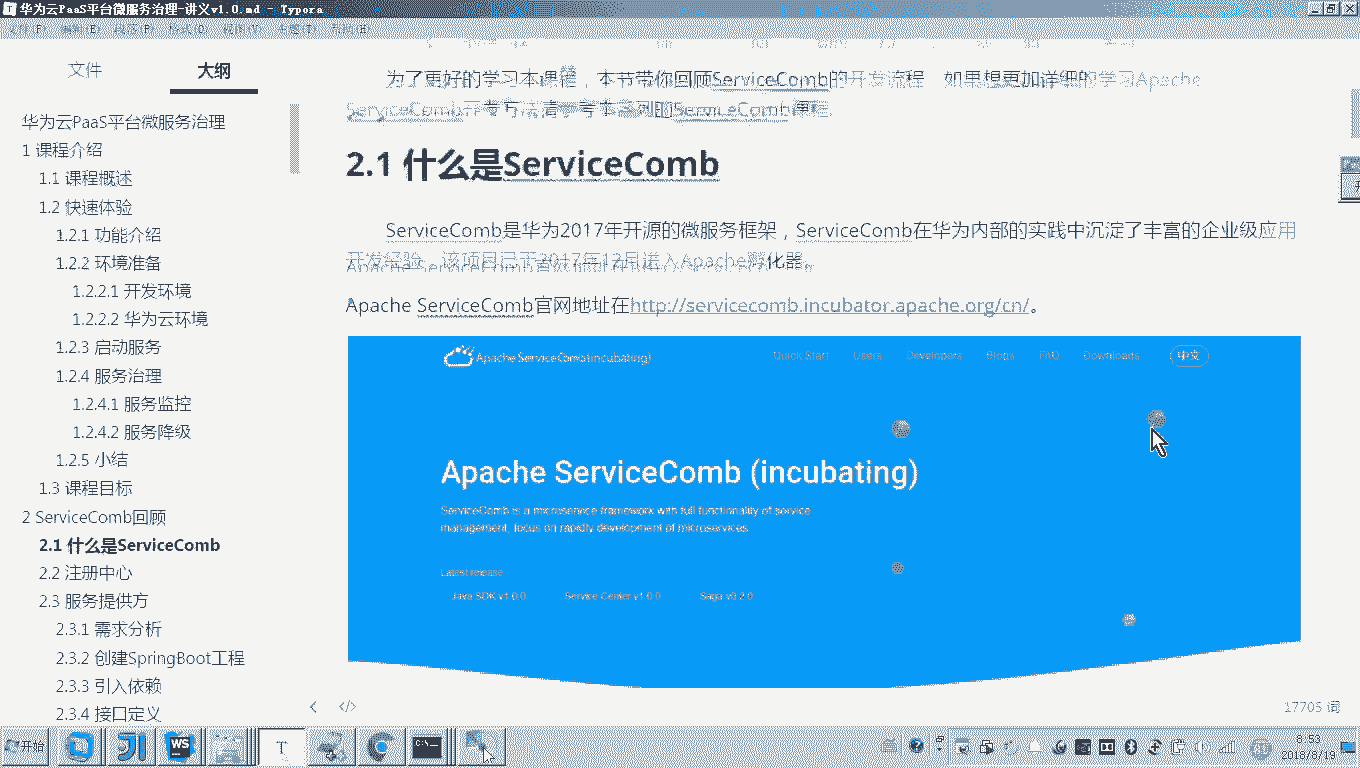 华为云PaaS平台微服务治理-讲义v1.0.md - Typora
文件(F) 编辑(E) 段落(P) 格式(O) 视图(V) 主题(T) 帮助(H)
文件 大纲
华为云PaaS平台微服务治理
1 课程介绍
1.1 课程概述
1.2 快速体验
1.2.1 功能介绍
1.2.2 环境准备
1.2.2.1 开发环境
1.2.2.2 华为云环境
1.2.3 启动服务
1.2.4 服务治理
1.2.4.1 服务监控
1.2.4.2 服务降级
1.2.5 小结
1.3 课程目标
2 ServiceComb回顾
2.1 什么是ServiceComb
2.2 注册中心
2.3 服务提供方
2.3.1 需求分析
2.3.2 创建SpringBoot工程
2.3.3 引入依赖
2.3.4 接口定义
为了更好的学习本课程，本节带你回顾ServiceComb的开发流程 如果想更加详细的学习Apache
ServiceComb开发方法请参考本系列的ServiceComb课程
2.1 什么是ServiceComb
ServiceComb是华为2017年开源的微服务框架，ServiceComb在华为内部的实践中沉淀了丰富的企业级应用
开发经验，该项目已于2017年12月进入Apache孵化器。
Apache ServiceComb官网地址在http://servicecomb.incubator.apache.org/cn/。
Apache ServiceComb(incubating) Quick Start Users Developers Blogs FAQ Downloads 中文
Apache ServiceComb (incubating)
ServiceComb is a microservice framework with full functionality of service
management, focus on rapidly development of microservices.
Latest release
Java SDK v1.0.0 Service Center v1.0.0 Saga v0.2.0
17705 词
开始
8:53
2018/8/19